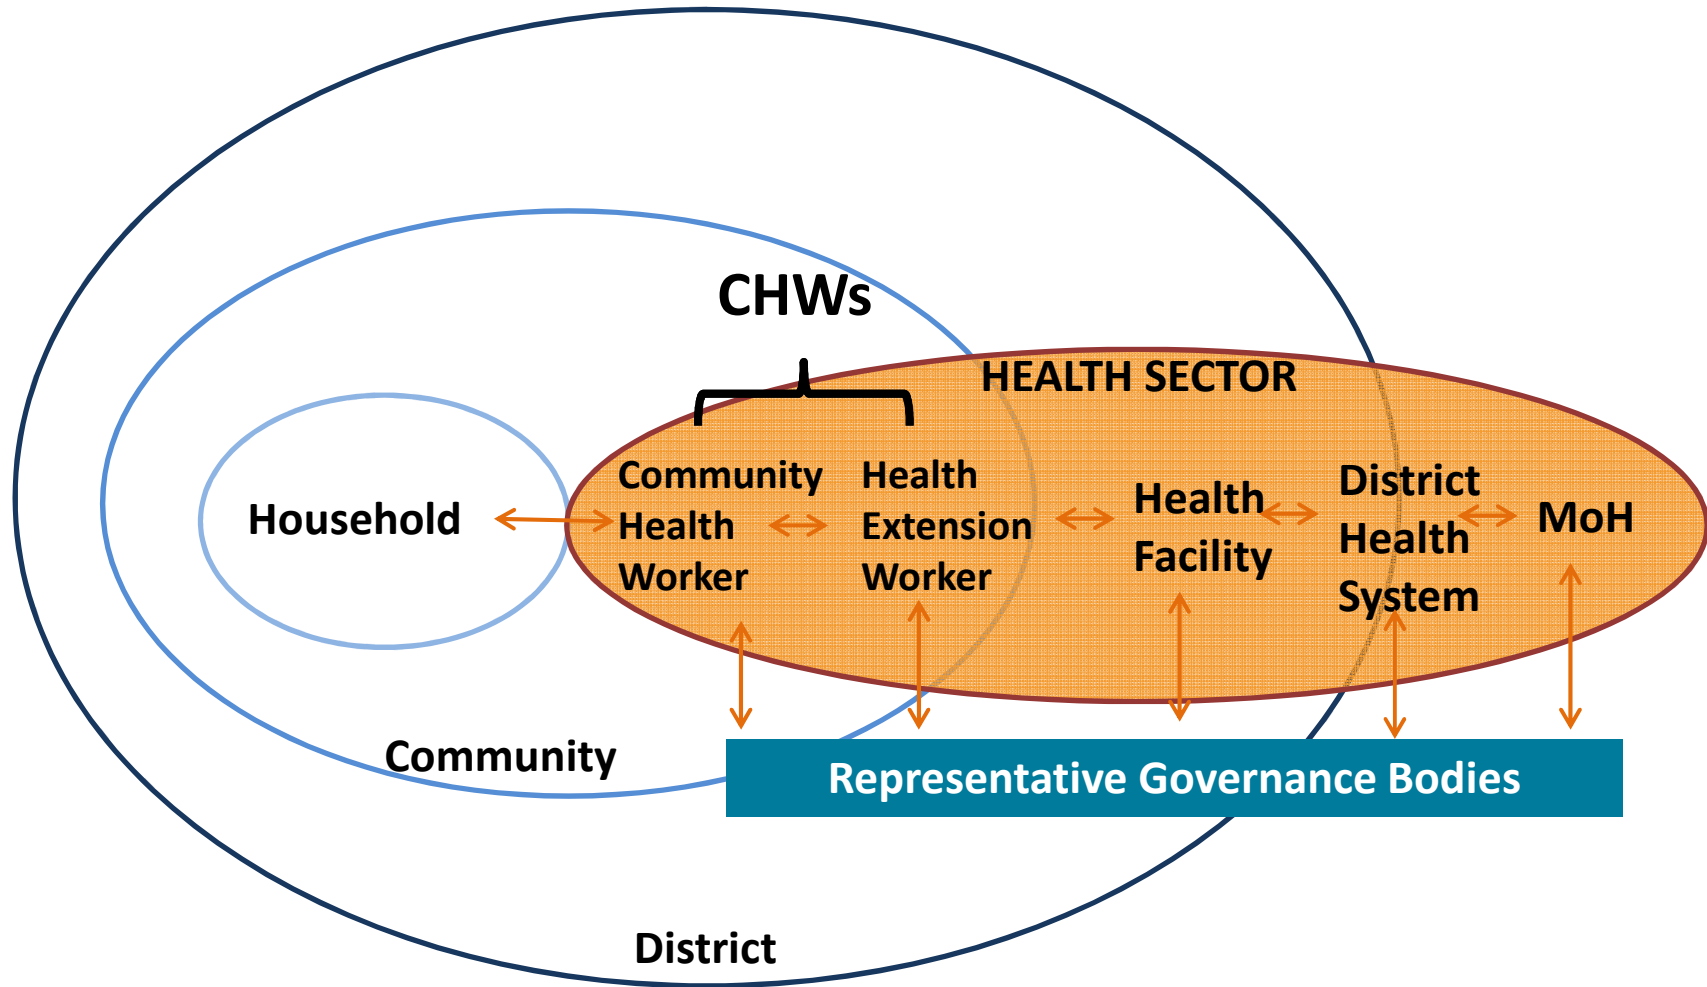 CHWs
HEALTH SECTOR
Household
Community
Health
Worker
Health
Extension
Worker
Health
Facility
District
Health
System
MoH
Community
Representative Governance Bodies
District